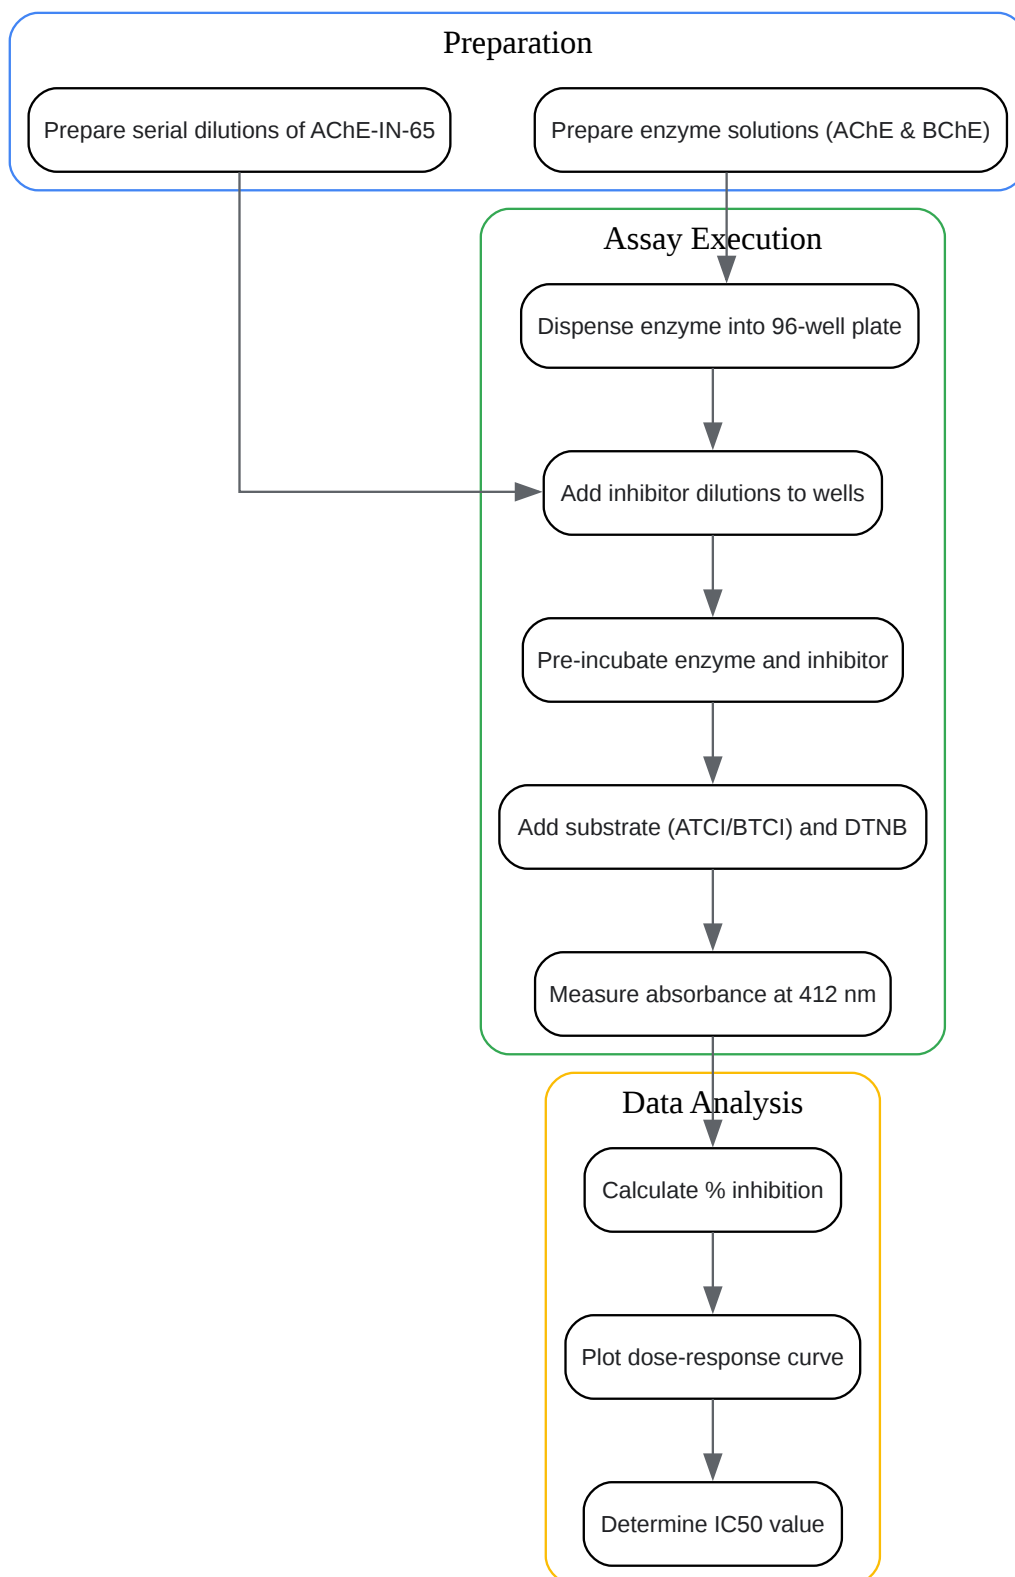 Preparation
Prepare serial dilutions of AChE-IN-65
Prepare enzyme solutions (AChE & BChE)
Assay Execution
Dispense enzyme into 96-well plate
Add inhibitor dilutions to wells
Pre-incubate enzyme and inhibitor
Add substrate (ATCI/BTCI) and DTNB
Measure absorbance at 412 nm
Data Analysis
Calculate % inhibition
Plot dose-response curve
Determine IC50 value